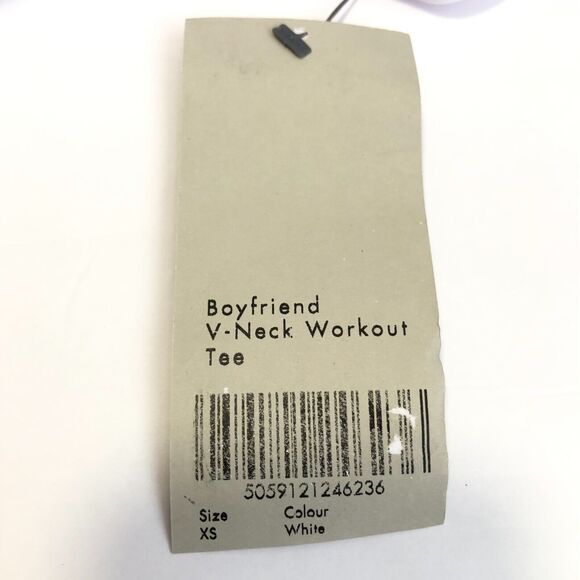 Boyfriend
V-Neck Workout
Tee
5059121246236
Size Colour
XS White